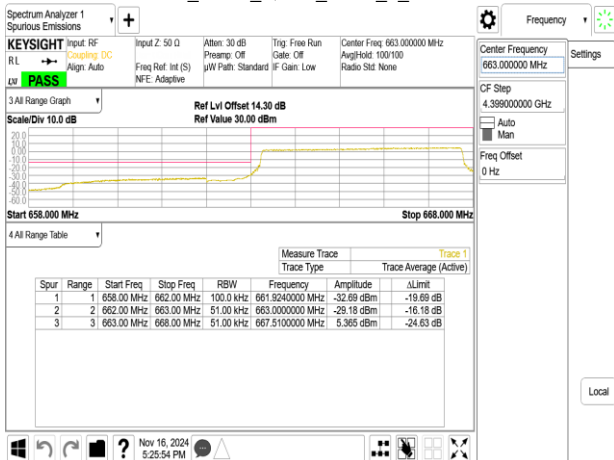 Spectrum Analyzer 1
Spurious Emissions
+
Frequency
KEYSIGHT
RL
LXI
PASS
Input: RF
Coupling: DC
Align: Auto
Input Z: 50 Ω
Freq Ref: Int (S)
NFE: Adaptive
Atten: 30 dB
Preamp: Off
µW Path: Standard
Trig: Free Run
Gate: Off
IF Gain: Low
Center Freq: 663.000000 MHz
Avg|Hold: 100/100
Radio Std: None
Center Frequency
663.000000 MHz
Settings
CF Step
4.399000000 GHz
Auto
Man
Freq Offset
0 Hz
3 All Range Graph
Scale/Div 10.0 dB
Ref Lvl Offset 14.30 dB
Ref Value 30.00 dBm
20.0
10.0
0.00
-10.0
-20.0
-30.0
-40.0
-50.0
-60.0
Start 658.000 MHz
Stop 668.000 MHz
4 All Range Table
Measure Trace Trace 1
Trace Type Trace Average (Active)
Spur Range Start Freq Stop Freq RBW Frequency Amplitude ΔLimit
1 1 658.00 MHz 662.00 MHz 100.0 kHz 661.9240000 MHz -32.69 dBm -19.69 dB
2 2 662.00 MHz 663.00 MHz 51.00 kHz 663.0000000 MHz -29.18 dBm -16.18 dB
3 3 663.00 MHz 668.00 MHz 51.00 kHz 667.5100000 MHz 5.365 dBm -24.63 dB
Local
?
Nov 16, 2024
5:25:54 PM